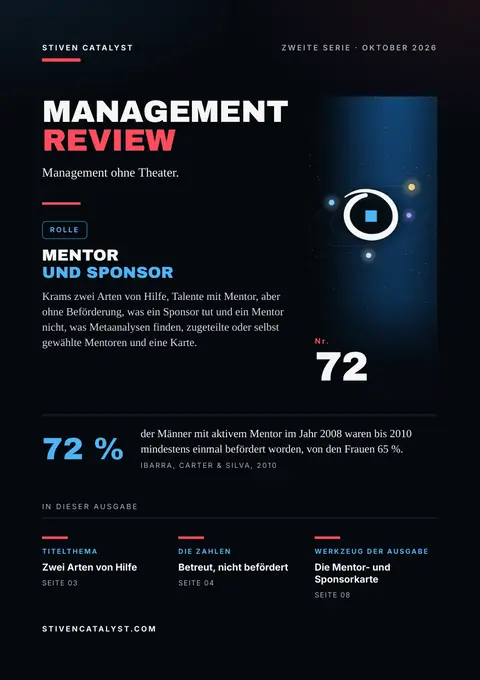 STIVEN CATALYST
ZWEITE SERIE · OKTOBER 2026
MANAGEMENT
REVIEW
Management ohne Theater.
ROLLE
MENTOR
UND SPONSOR
Krams zwei Arten von Hilfe, Talente mit Mentor, aber
ohne Beförderung, was ein Sponsor tut und ein Mentor
nicht, was Metaanalysen finden, zugeteilte oder selbst
gewählte Mentoren und eine Karte.
Nr.
72
72 %
der Männer mit aktivem Mentor im Jahr 2008 waren bis 2010
mindestens einmal befördert worden, von den Frauen 65 %.
IBARRA, CARTER & SILVA, 2010
IN DIESER AUSGABE
TITELTHEMA
Zwei Arten von Hilfe
SEITE 03
DIE ZAHLEN
Betreut, nicht befördert
SEITE 04
WERKZEUG DER AUSGABE
Die Mentor- und
Sponsorkarte
SEITE 08
STIVENCATALYST.COM